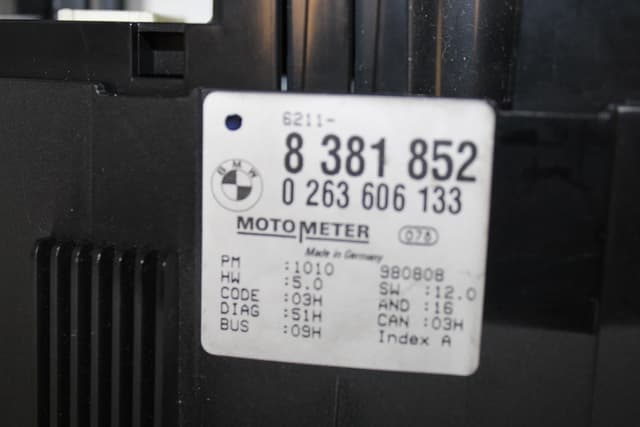 6211-
8 381 852
BMW
0 263 606 133
MOTOMETER 076
Made in Germany
PM :1010 980808
HW :5.0 SW :12.0
CODE :03H AND :16
DIAG :51H CAN :03H
BUS :09H Index A